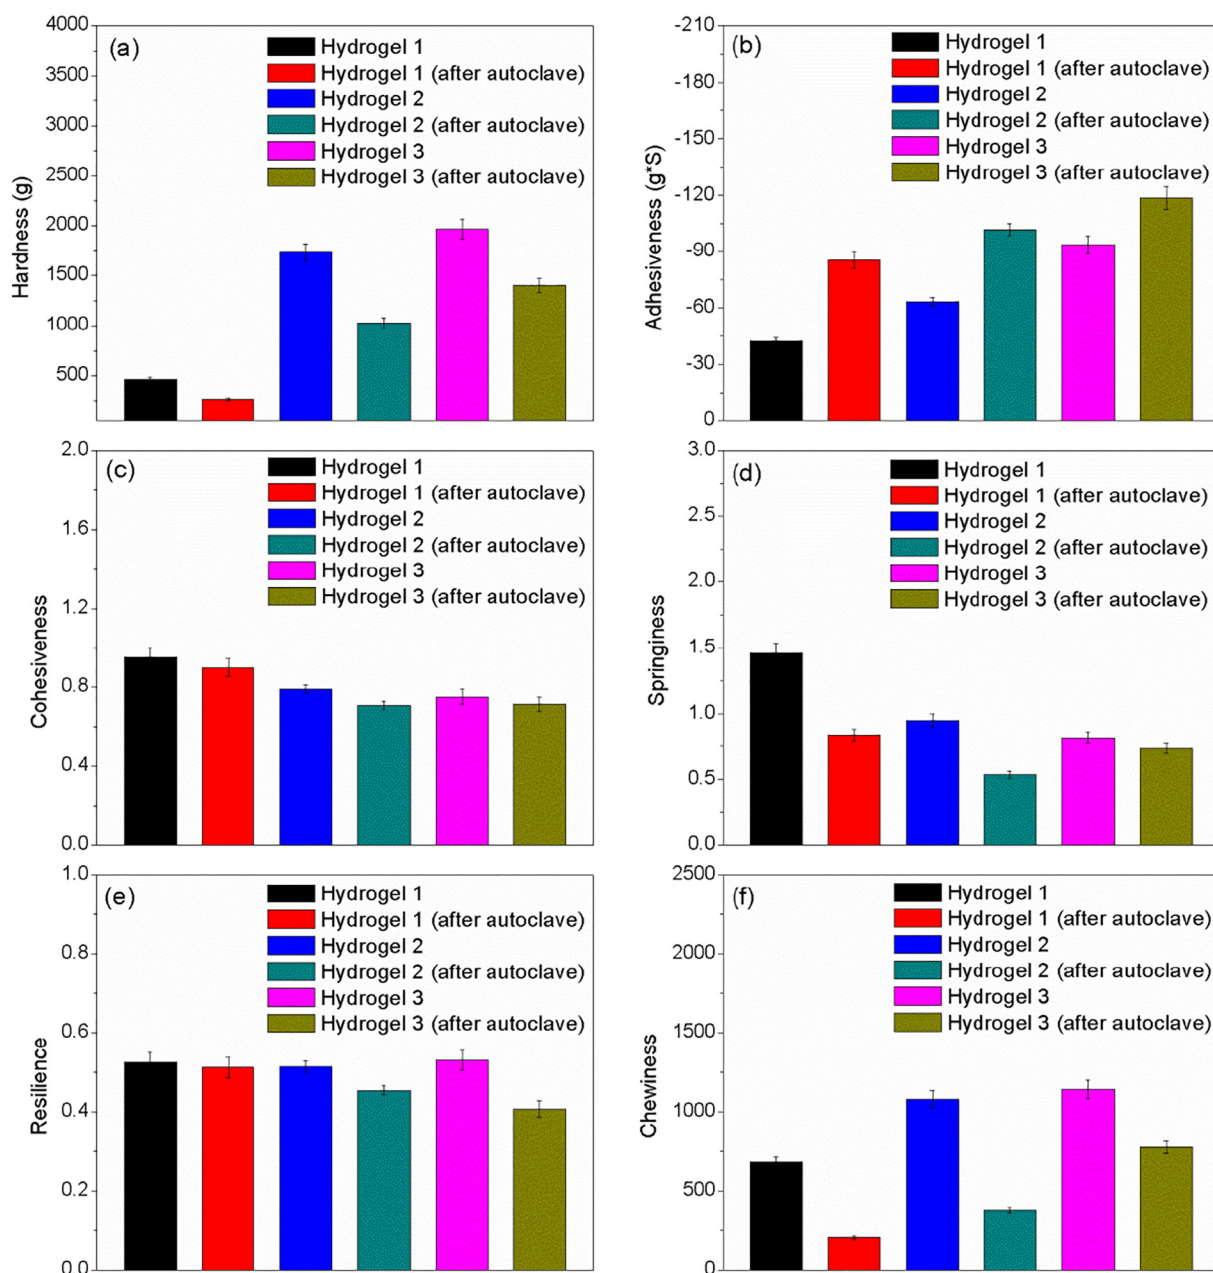 (a)
4000
3500
3000
2500
2000
1500
1000
500
Hardness (g)
Hydrogel 1
Hydrogel 1 (after autoclave)
Hydrogel 2
Hydrogel 2 (after autoclave)
Hydrogel 3
Hydrogel 3 (after autoclave)
(b)
-210
-180
-150
-120
-90
-60
-30
0
Adhesiveness (g*S)
Hydrogel 1
Hydrogel 1 (after autoclave)
Hydrogel 2
Hydrogel 2 (after autoclave)
Hydrogel 3
Hydrogel 3 (after autoclave)
(c)
2.0
1.6
1.2
0.8
0.4
0.0
Cohesiveness
Hydrogel 1
Hydrogel 1 (after autoclave)
Hydrogel 2
Hydrogel 2 (after autoclave)
Hydrogel 3
Hydrogel 3 (after autoclave)
(d)
3.0
2.5
2.0
1.5
1.0
0.5
0.0
Springiness
Hydrogel 1
Hydrogel 1 (after autoclave)
Hydrogel 2
Hydrogel 2 (after autoclave)
Hydrogel 3
Hydrogel 3 (after autoclave)
(e)
1.0
0.8
0.6
0.4
0.2
0.0
Resilience
Hydrogel 1
Hydrogel 1 (after autoclave)
Hydrogel 2
Hydrogel 2 (after autoclave)
Hydrogel 3
Hydrogel 3 (after autoclave)
(f)
2500
2000
1500
1000
500
0
Chewiness
Hydrogel 1
Hydrogel 1 (after autoclave)
Hydrogel 2
Hydrogel 2 (after autoclave)
Hydrogel 3
Hydrogel 3 (after autoclave)